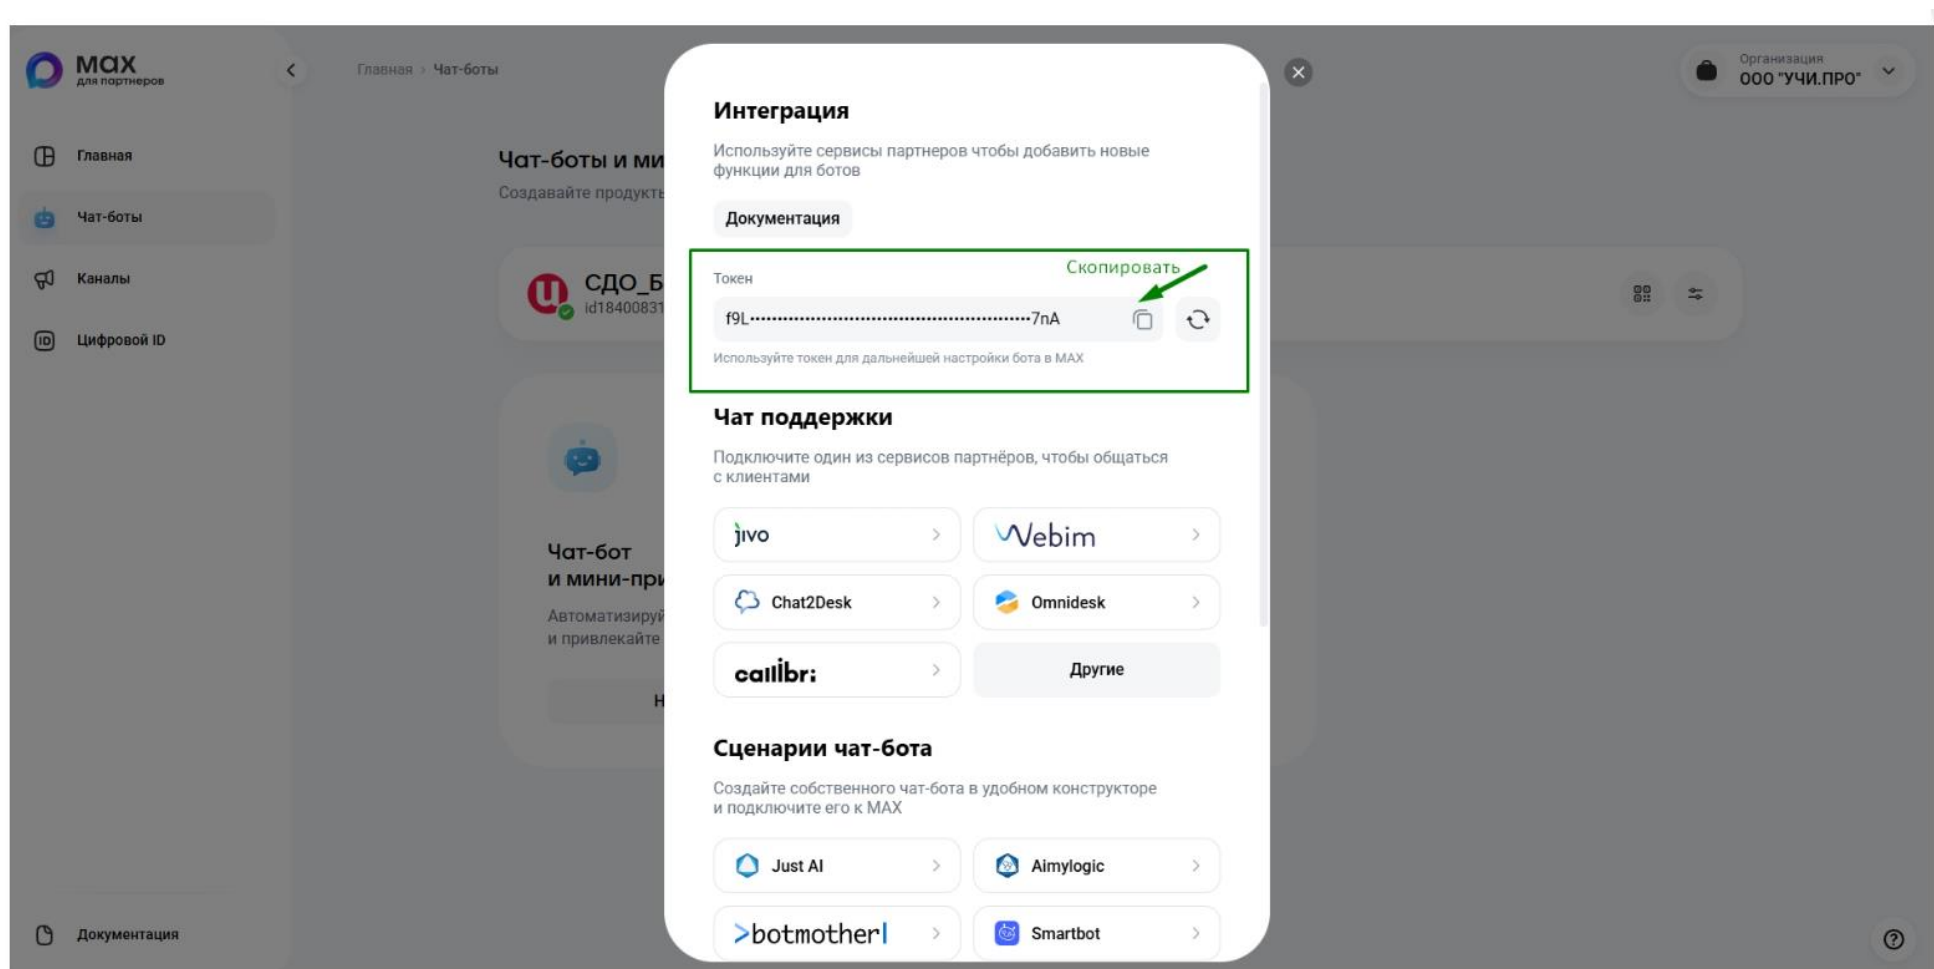 мах
для партнеров
Главная › Чат-боты
Организация
ООО "УЧИ.ПРО"
Главная
Чат-боты
Каналы
Цифровой ID
Документация
Чат-боты и ми
Создавайте продукты
СДО_Б
id18400831
Чат-бот
и мини-при
Автоматизируй
и привлекайте
Н
Интеграция
Используйте сервисы партнеров чтобы добавить новые
функции для ботов
Документация
Токен
Скопировать
f9L••••••••••••••••••••••••••••••••••••••••••••••••••7nA
Используйте токен для дальнейшей настройки бота в MAX
Чат поддержки
Подключите один из сервисов партнёров, чтобы общаться
с клиентами
jivo
Webim
Chat2Desk
Omnidesk
callibri
Другие
Сценарии чат-бота
Создайте собственного чат-бота в удобном конструкторе
и подключите его к MAX
Just AI
Aimylogic
>botmother
Smartbot